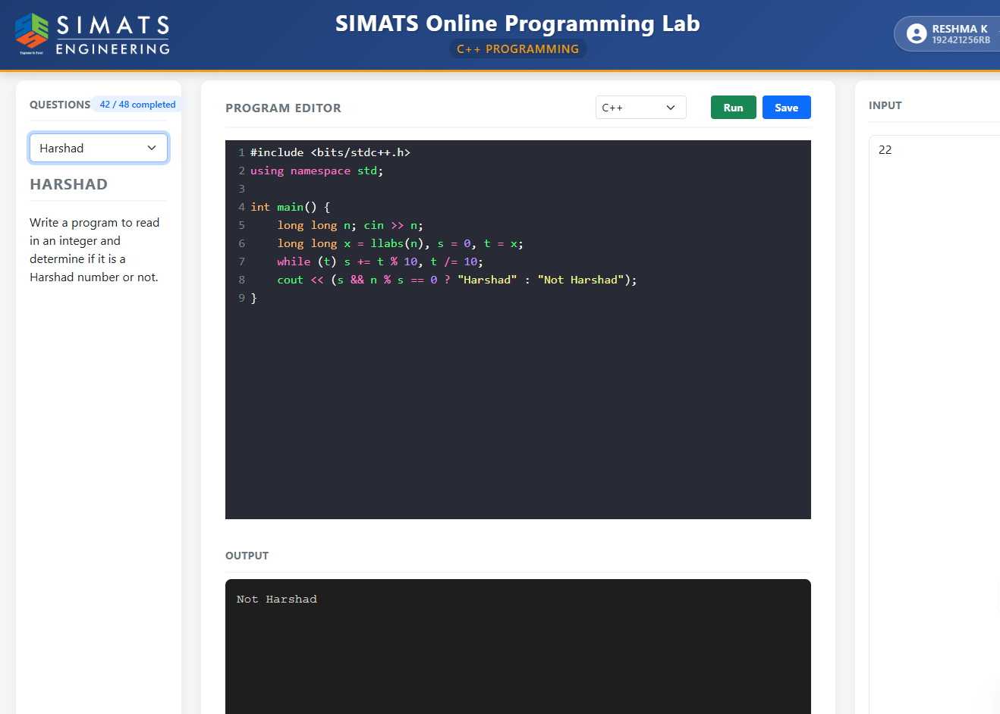 SIMATS
ENGINEERING
Engineer to Excel
SIMATS Online Programming Lab
C++ PROGRAMMING
RESHMA K
192421256RB
QUESTIONS 42 / 48 completed
Harshad
HARSHAD
Write a program to read
in an integer and
determine if it is a
Harshad number or not.
PROGRAM EDITOR
C++
Run
Save
1 #include <bits/stdc++.h>
2 using namespace std;
3
4 int main() {
5     long long n; cin >> n;
6     long long x = llabs(n), s = 0, t = x;
7     while (t) s += t % 10, t /= 10;
8     cout << (s && n % s == 0 ? "Harshad" : "Not Harshad");
9 }
OUTPUT
Not Harshad
INPUT
22